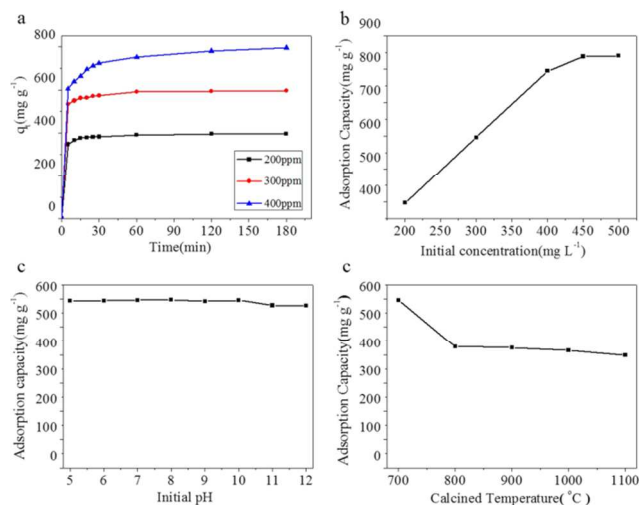 a
800
600
400
200
0
qₜ(mg g⁻¹)
200ppm
300ppm
400ppm
0 30 60 90 120 150 180
Time(min)
b
900
800
700
600
500
400
Adsorption Capacity(mg g⁻¹)
200 250 300 350 400 450 500
Initial concentration(mg L⁻¹)
c
600
500
400
300
200
100
0
Adsorption capacity(mg g⁻¹)
5 6 7 8 9 10 11 12
Initial pH
c
600
500
400
300
200
100
0
Adsorption Capacity(mg g⁻¹)
700 800 900 1000 1100
Calcined Temperature(°C)